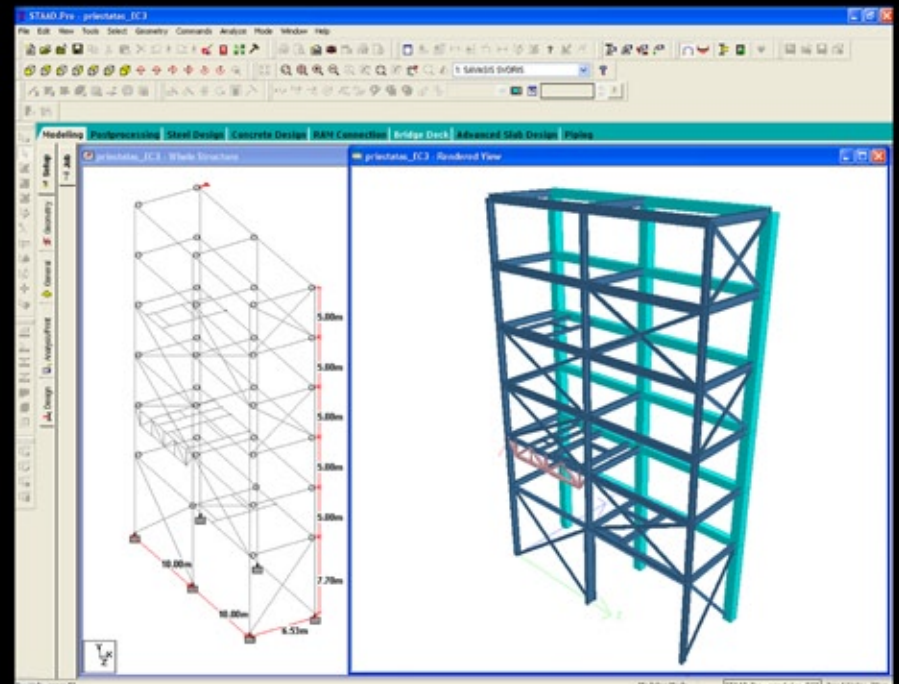 STAAD.Pro - priestatas_EC3
File Edit View Tools Select Geometry Commands Analyze Mode Window Help
1: SAVASIS SVORIS
Modeling Postprocessing Steel Design Concrete Design RAM Connection Bridge Deck Advanced Slab Design Piping
priestatas_EC3 - Whole Structure
priestatas_EC3 - Rendered View
Job
Setup
Geometry
General
Analysis/Print
Design
5.00m
5.00m
5.00m
5.00m
5.00m
7.70m
10.00m
10.00m
6.53m